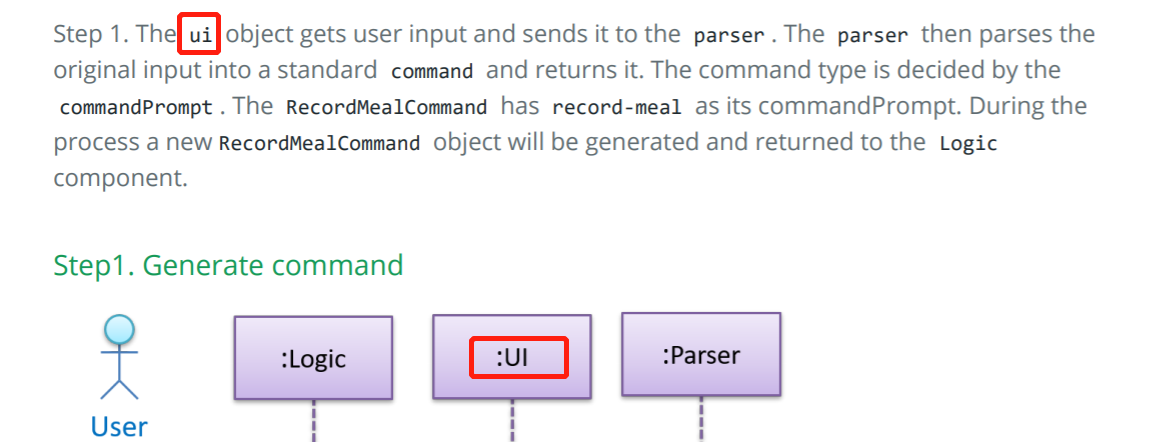 Step 1. The ui object gets user input and sends it to the parser . The parser then parses the
original input into a standard command and returns it. The command type is decided by the
commandPrompt . The RecordMealCommand has record-meal as its commandPrompt. During the
process a new RecordMealCommand object will be generated and returned to the Logic
component.
Step1. Generate command
:Logic
:UI
:Parser
User